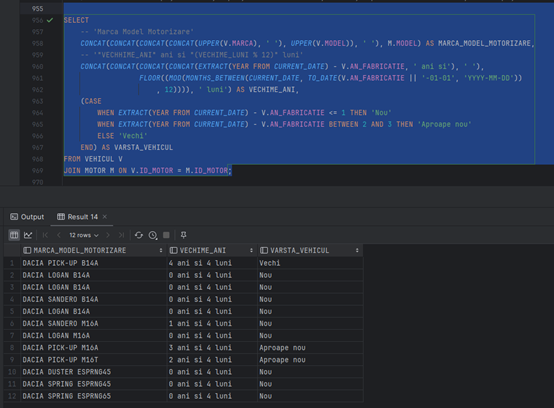 955
956 SELECT
957 -- 'Marca Model Motorizare'
958 CONCAT(CONCAT(CONCAT(CONCAT(UPPER(V.MARCA), ' '), UPPER(V.MODEL)), ' '), M.MODEL) AS MARCA_MODEL_MOTORIZARE,
959 -- '"VECHHIME_ANI" ani si "(VECHIME_LUNI % 12)" luni'
960 CONCAT(CONCAT(CONCAT(CONCAT(EXTRACT(YEAR FROM CURRENT_DATE) - V.AN_FABRICATIE, ' ani si'), ' '),
961 FLOOR((MOD(MONTHS_BETWEEN(CURRENT_DATE, TO_DATE(V.AN_FABRICATIE || '-01-01', 'YYYY-MM-DD'))
962 , 12)))), ' luni') AS VECHIME_ANI,
963 (CASE
964 WHEN EXTRACT(YEAR FROM CURRENT_DATE) - V.AN_FABRICATIE <= 1 THEN 'Nou'
965 WHEN EXTRACT(YEAR FROM CURRENT_DATE) - V.AN_FABRICATIE BETWEEN 2 AND 3 THEN 'Aproape nou'
966 ELSE 'Vechi'
967 END) AS VARSTA_VEHICUL
968 FROM VEHICUL V
969 JOIN MOTOR M ON V.ID_MOTOR = M.ID_MOTOR;
970
Output Result 14 ×
12 rows
MARCA_MODEL_MOTORIZARE VECHIME_ANI VARSTA_VEHICUL
1 DACIA PICK-UP B14A 4 ani si 4 luni Vechi
2 DACIA LOGAN B14A 0 ani si 4 luni Nou
3 DACIA LOGAN B14A 0 ani si 4 luni Nou
4 DACIA SANDERO B14A 0 ani si 4 luni Nou
5 DACIA LOGAN B14A 0 ani si 4 luni Nou
6 DACIA SANDERO M16A 1 ani si 4 luni Nou
7 DACIA LOGAN M16A 0 ani si 4 luni Nou
8 DACIA PICK-UP M16A 3 ani si 4 luni Aproape nou
9 DACIA PICK-UP M16T 2 ani si 4 luni Aproape nou
10 DACIA DUSTER ESPRNG45 0 ani si 4 luni Nou
11 DACIA SPRING ESPRNG45 0 ani si 4 luni Nou
12 DACIA SPRING ESPRNG65 0 ani si 4 luni Nou